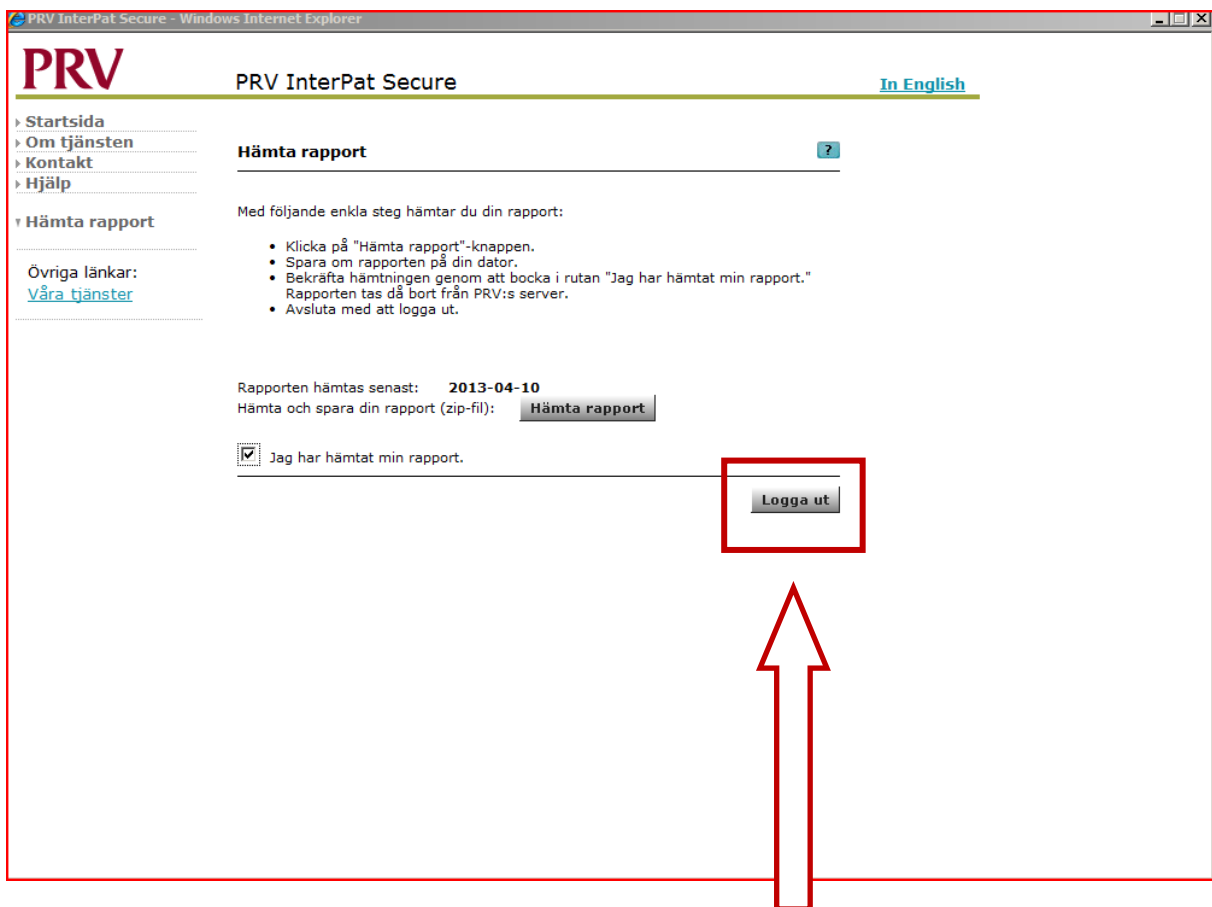 PRV InterPat Secure - Windows Internet Explorer
PRV
PRV InterPat Secure
In English
Startsida
Om tjänsten
Kontakt
Hjälp
Hämta rapport
Övriga länkar:
Våra tjänster
Hämta rapport
?
Med följande enkla steg hämtar du din rapport:
• Klicka på "Hämta rapport"-knappen.
• Spara om rapporten på din dator.
• Bekräfta hämtningen genom att bocka i rutan "Jag har hämtat min rapport."
Rapporten tas då bort från PRV:s server.
• Avsluta med att logga ut.
Rapporten hämtas senast: 2013-04-10
Hämta och spara din rapport (zip-fil): Hämta rapport
Jag har hämtat min rapport.
Logga ut